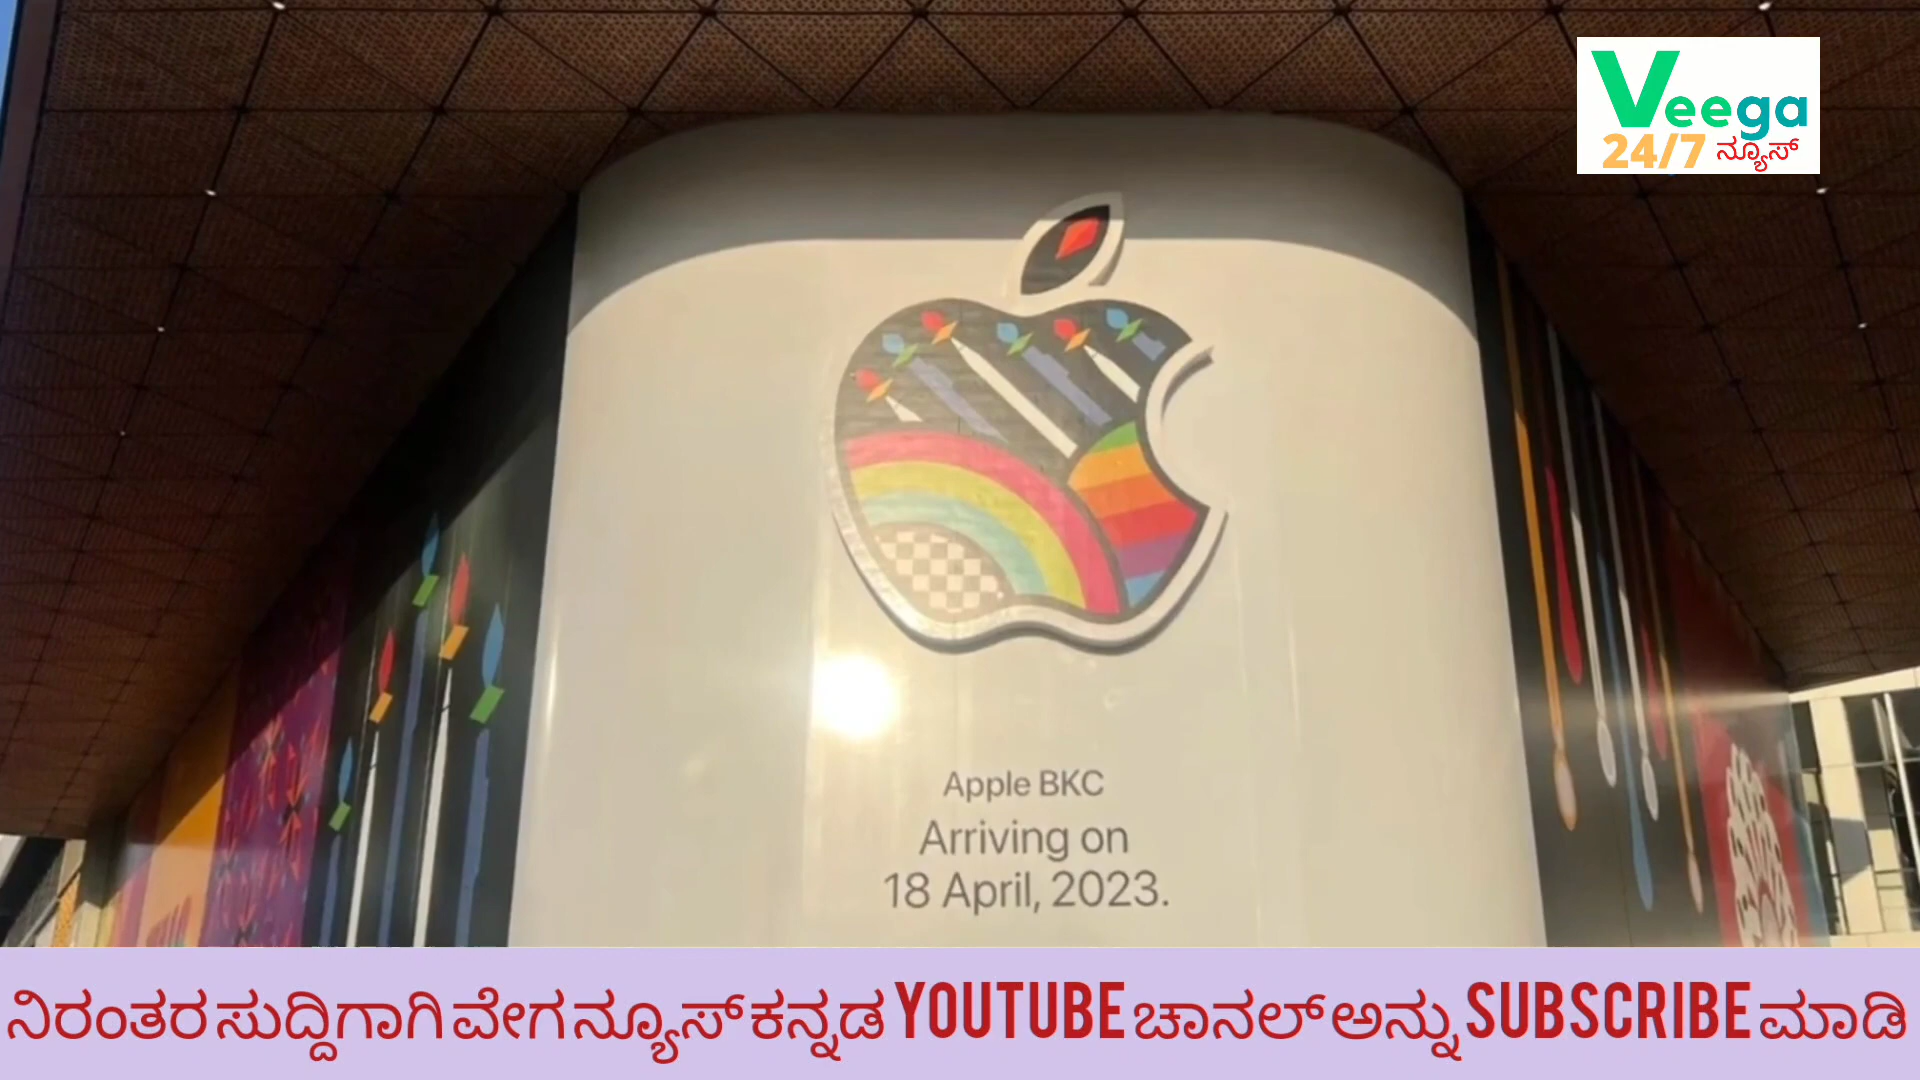 Veega
24/7 ನ್ಯೂಸ್
Apple BKC
Arriving on
18 April, 2023.
ನಿರಂತರ ಸುದ್ದಿಗಾಗಿ ವೇಗ ನ್ಯೂಸ್ ಕನ್ನಡ YOUTUBE ಚಾನಲ್ ಅನ್ನು SUBSCRIBE ಮಾಡಿ